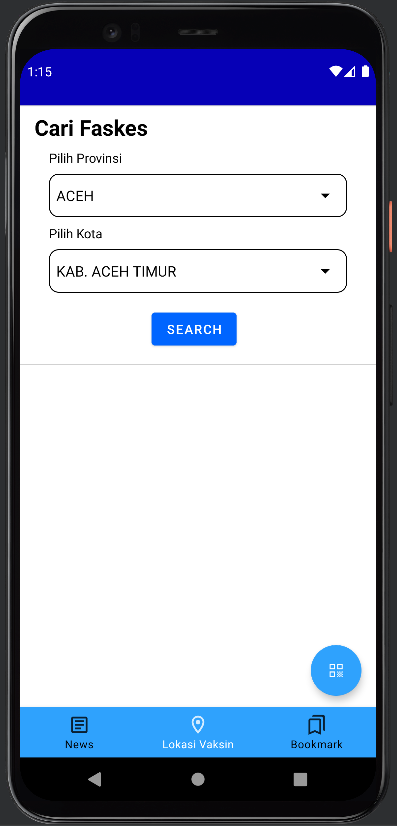 1:15
Cari Faskes
Pilih Provinsi
ACEH
Pilih Kota
KAB. ACEH TIMUR
SEARCH
News
Lokasi Vaksin
Bookmark